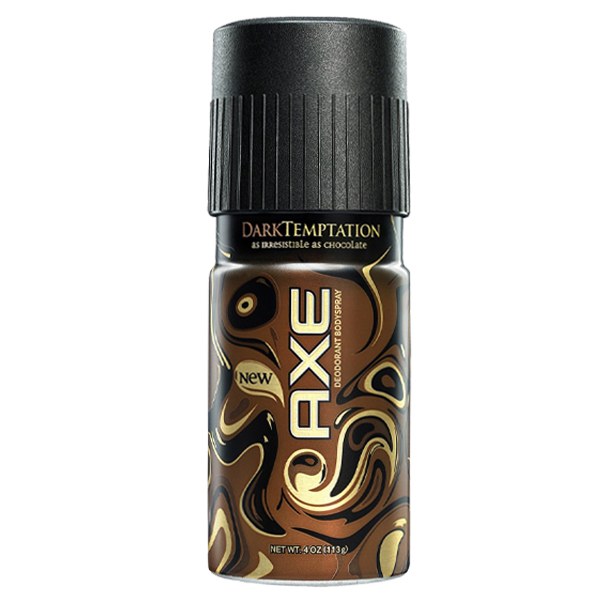 DARKTEMPTATION
AS IRRESISTIBLE AS CHOCOLATE
AXE
DEODORANT BODYSPRAY
NEW
NET WT. 4 OZ (113g)